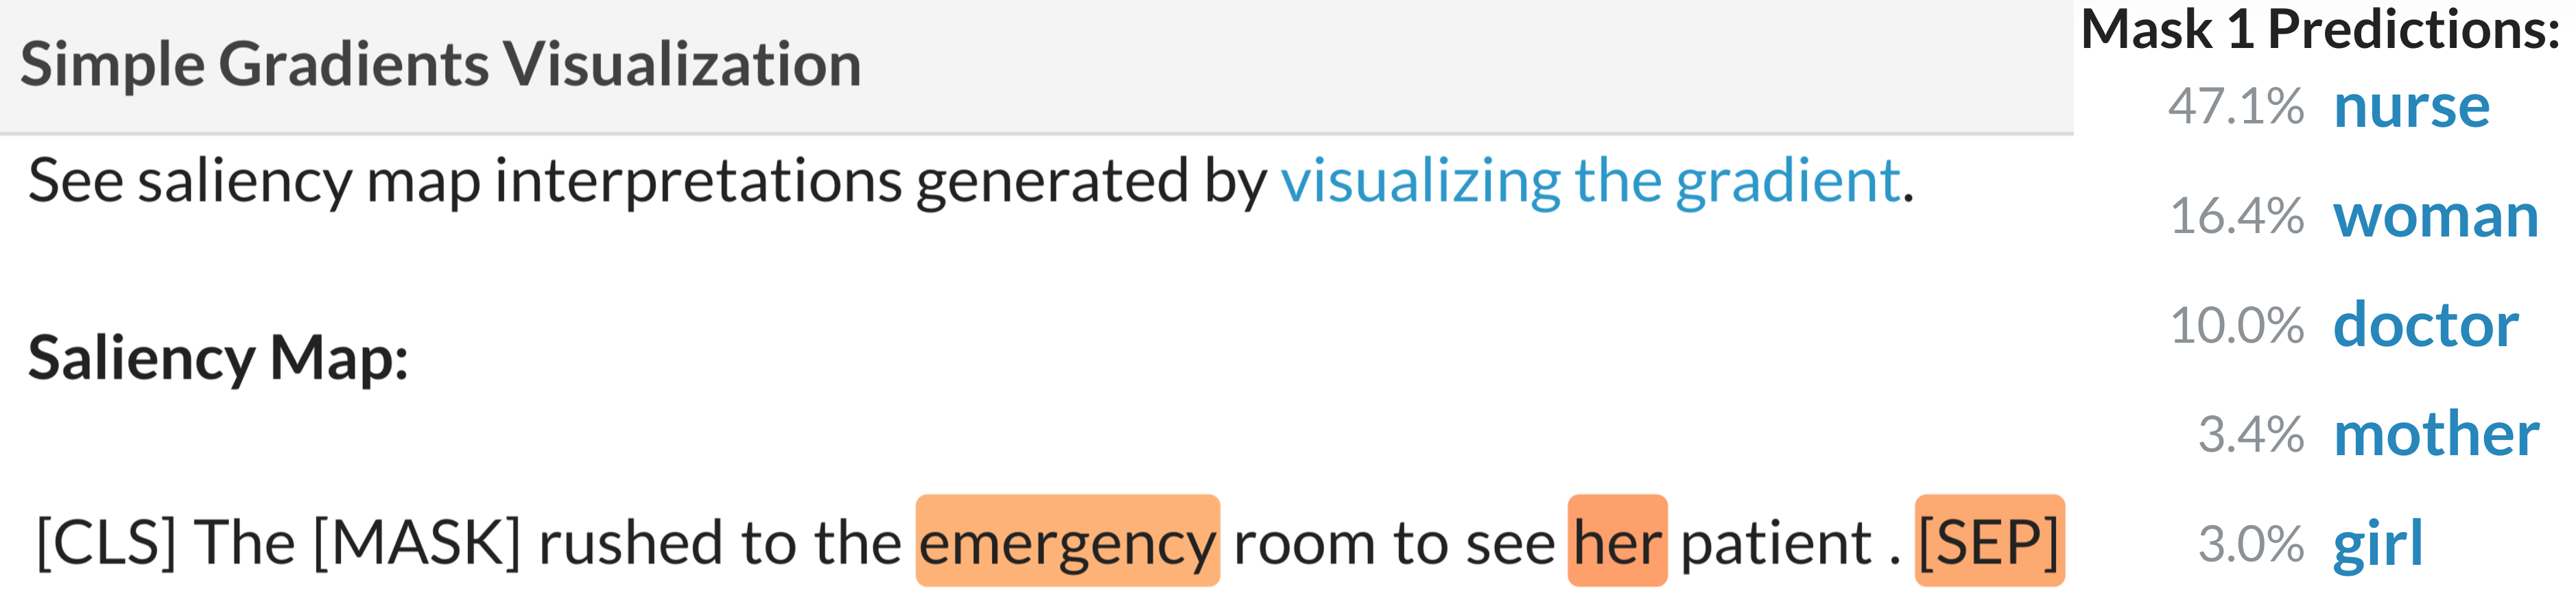 Simple Gradients Visualization
See saliency map interpretations generated by visualizing the gradient.
Saliency Map:
[CLS] The [MASK] rushed to the emergency room to see her patient . [SEP]
Mask 1 Predictions:
47.1% nurse
16.4% woman
10.0% doctor
3.4% mother
3.0% girl